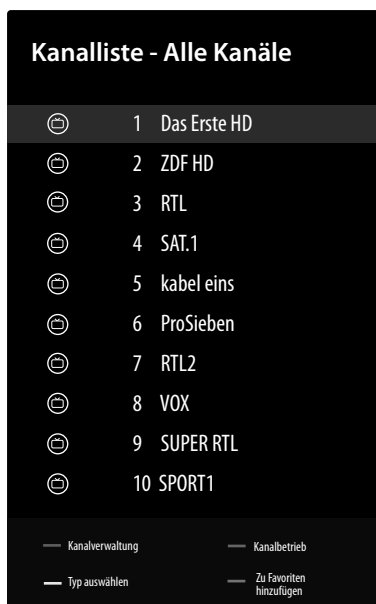 Kanalliste - Alle Kanäle
1 Das Erste HD
2 ZDF HD
3 RTL
4 SAT.1
5 kabel eins
6 ProSieben
7 RTL2
8 VOX
9 SUPER RTL
10 SPORT1
Kanalverwaltung
Kanalbetrieb
Typ auswählen
Zu Favoriten
hinzufügen